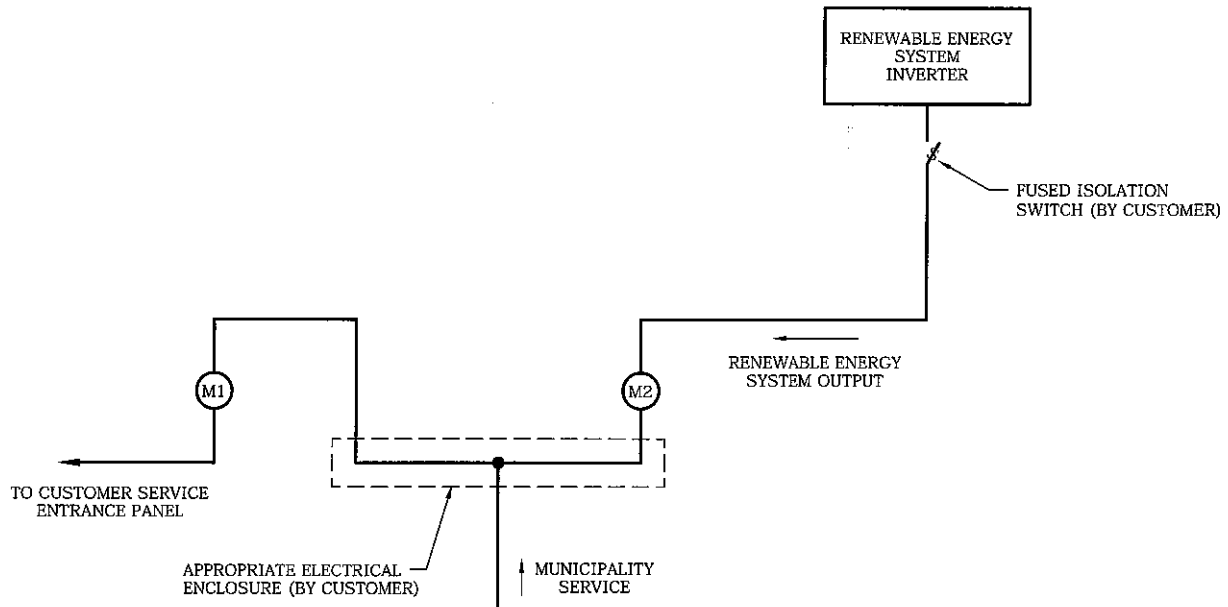 RENEWABLE ENERGY
SYSTEM
INVERTER
FUSED ISOLATION
SWITCH (BY CUSTOMER)
RENEWABLE ENERGY
SYSTEM OUTPUT
M1
M2
TO CUSTOMER SERVICE
ENTRANCE PANEL
APPROPRIATE ELECTRICAL
ENCLOSURE (BY CUSTOMER)
MUNICIPALITY
SERVICE